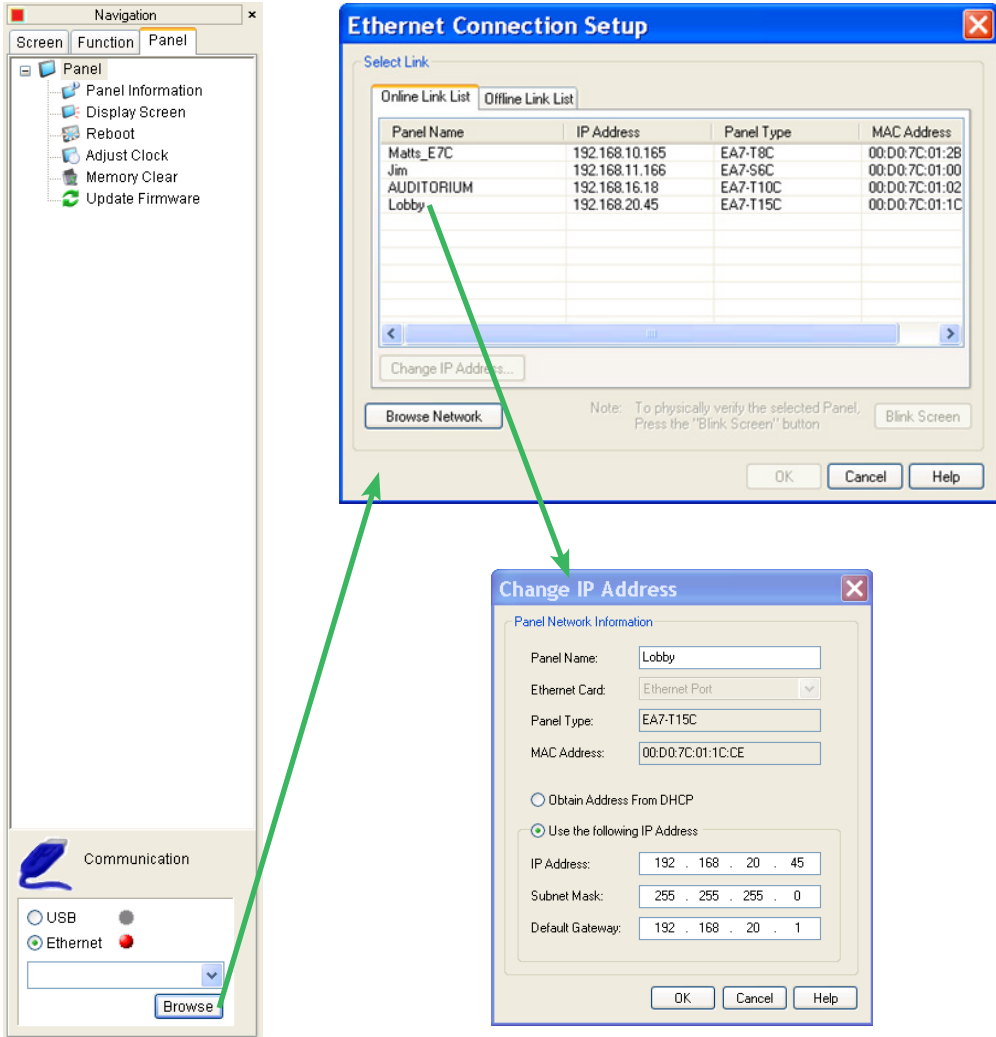 Navigation
Screen Function Panel
Panel
Panel Information
Display Screen
Reboot
Adjust Clock
Memory Clear
Update Firmware
Communication
USB
Ethernet
Browse
Ethernet Connection Setup
Select Link
Online Link List Offline Link List
Panel Name IP Address Panel Type MAC Address
Matts_E7C 192.168.10.165 EA7-T8C 00:D0:7C:01:2B
Jim 192.168.11.166 EA7-S6C 00:D0:7C:01:00
AUDITORIUM 192.168.16.18 EA7-T10C 00:D0:7C:01:02
Lobby 192.168.20.45 EA7-T15C 00:D0:7C:01:1C
Change IP Address...
Browse Network
Note: To physically verify the selected Panel,
Press the "Blink Screen" button
Blink Screen
OK Cancel Help
Change IP Address
Panel Network Information
Panel Name: Lobby
Ethernet Card: Ethernet Port
Panel Type: EA7-T15C
MAC Address: 00:D0:7C:01:1C:CE
Obtain Address From DHCP
Use the following IP Address
IP Address: 192 . 168 . 20 . 45
Subnet Mask: 255 . 255 . 255 . 0
Default Gateway: 192 . 168 . 20 . 1
OK Cancel Help